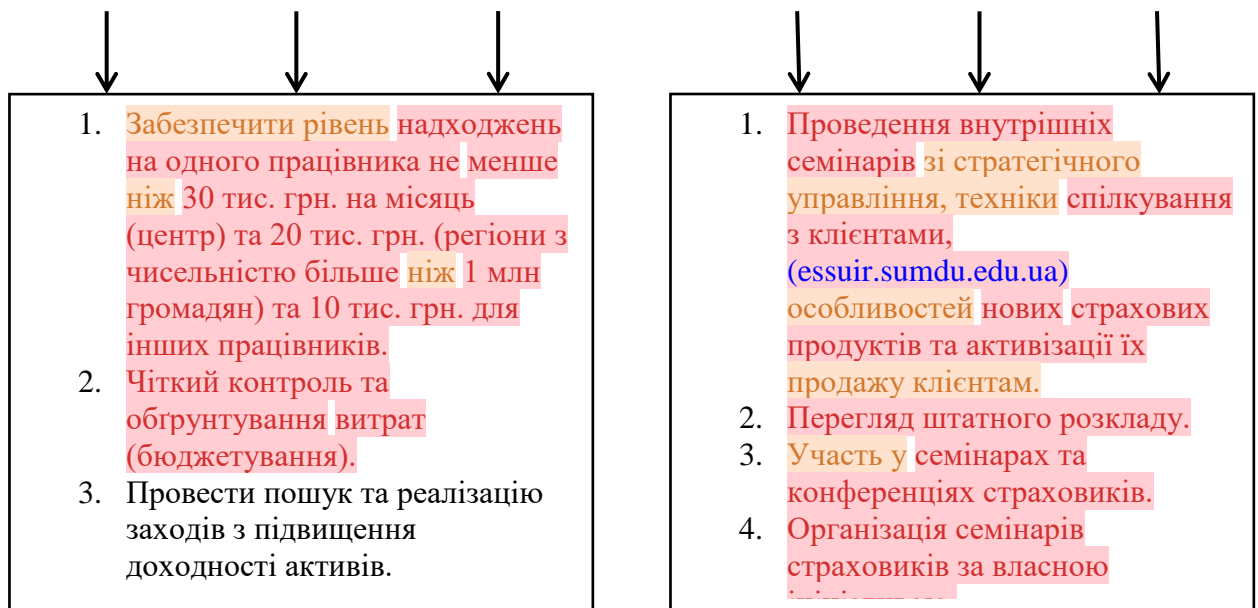 1. Забезпечити рівень надходжень
на одного працівника не менше
ніж 30 тис. грн. на місяць
(центр) та 20 тис. грн. (регіони з
чисельністю більше ніж 1 млн
громадян) та 10 тис. грн. для
інших працівників.
2. Чіткий контроль та
обґрунтування витрат
(бюджетування).
3. Провести пошук та реалізацію
заходів з підвищення
доходності активів.
1. Проведення внутрішніх
семінарів зі стратегічного
управління, техніки спілкування
з клієнтами,
(essuir.sumdu.edu.ua)
особливостей нових страхових
продуктів та активізації їх
продажу клієнтам.
2. Перегляд штатного розкладу.
3. Участь у семінарах та
конференціях страховиків.
4. Організація семінарів
страховиків за власною